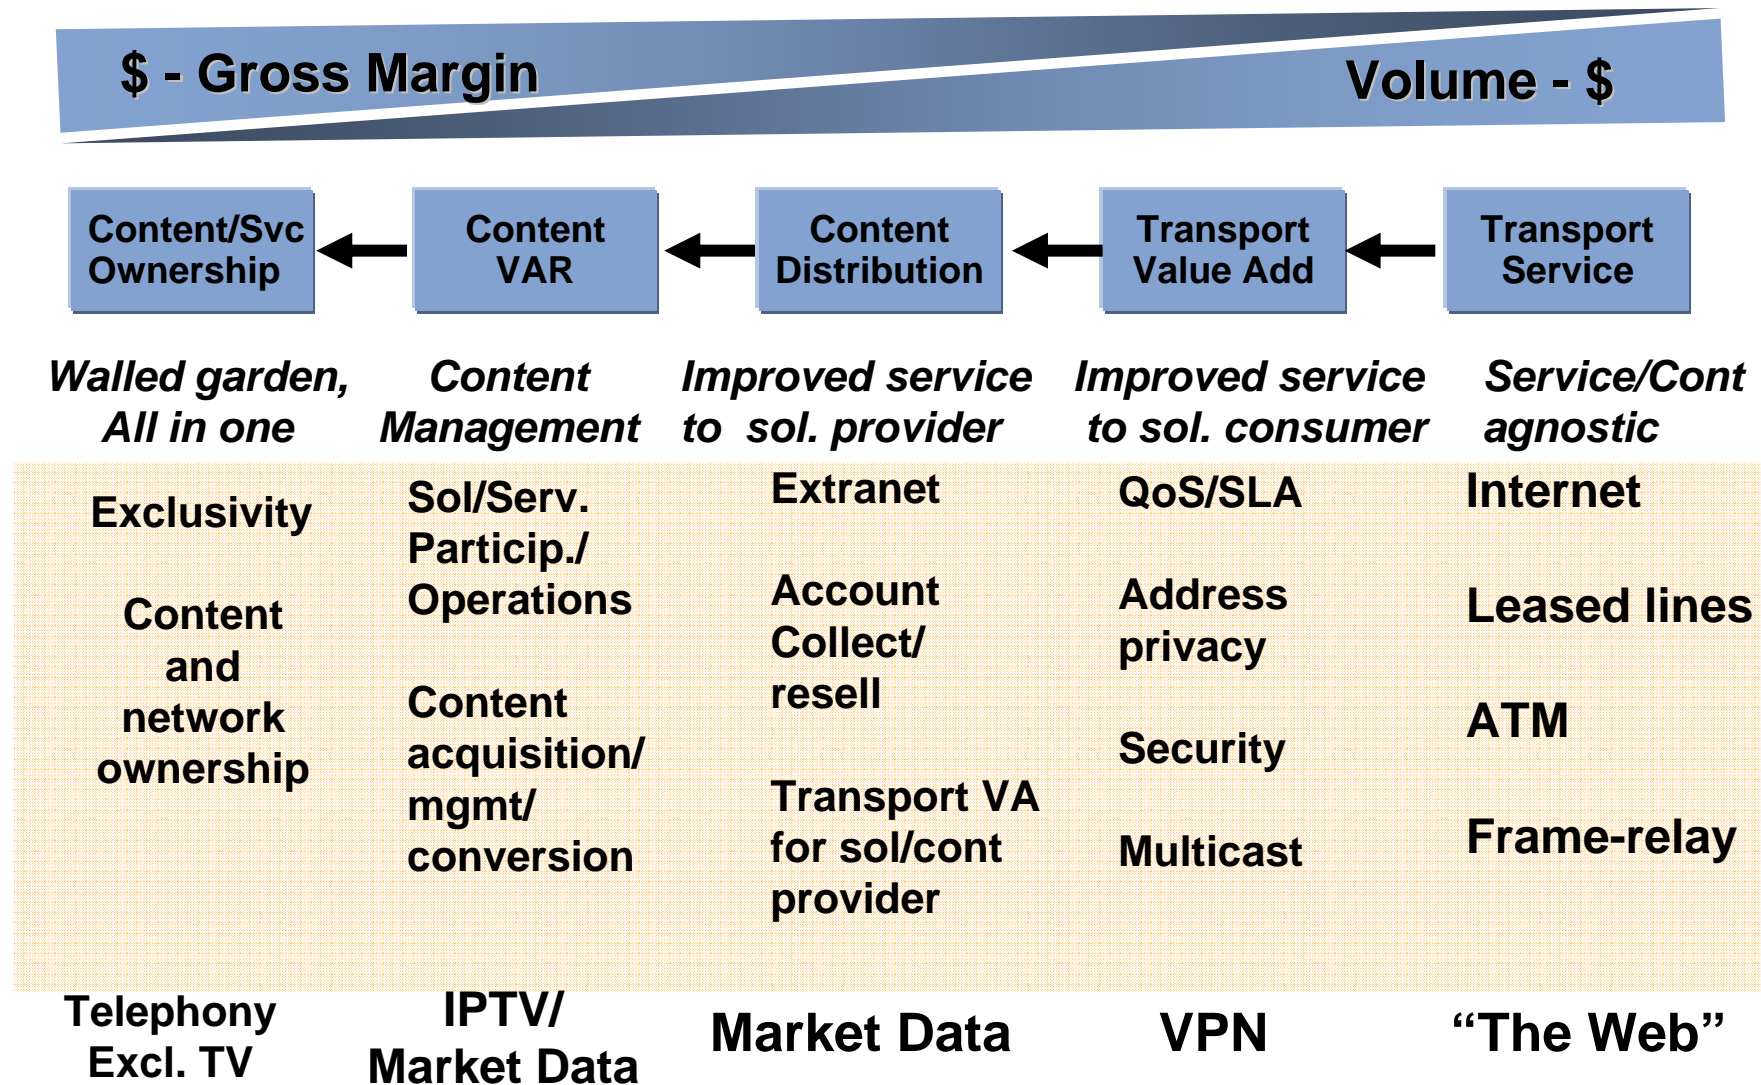 $ - Gross Margin
Volume - $
Content/Svc
Ownership
Content
VAR
Content
Distribution
Transport
Value Add
Transport
Service
Walled garden,
All in one
Content
Management
Improved service
to sol. provider
Improved service
to sol. consumer
Service/Cont
agnostic
Exclusivity
Content
and
network
ownership
Sol/Serv.
Particip./
Operations
Content
acquisition/
mgmt/
conversion
Extranet
Account
Collect/
resell
Transport VA
for sol/cont
provider
QoS/SLA
Address
privacy
Security
Multicast
Internet
Leased lines
ATM
Frame-relay
Telephony
Excl. TV
IPTV/
Market Data
Market Data
VPN
“The Web”